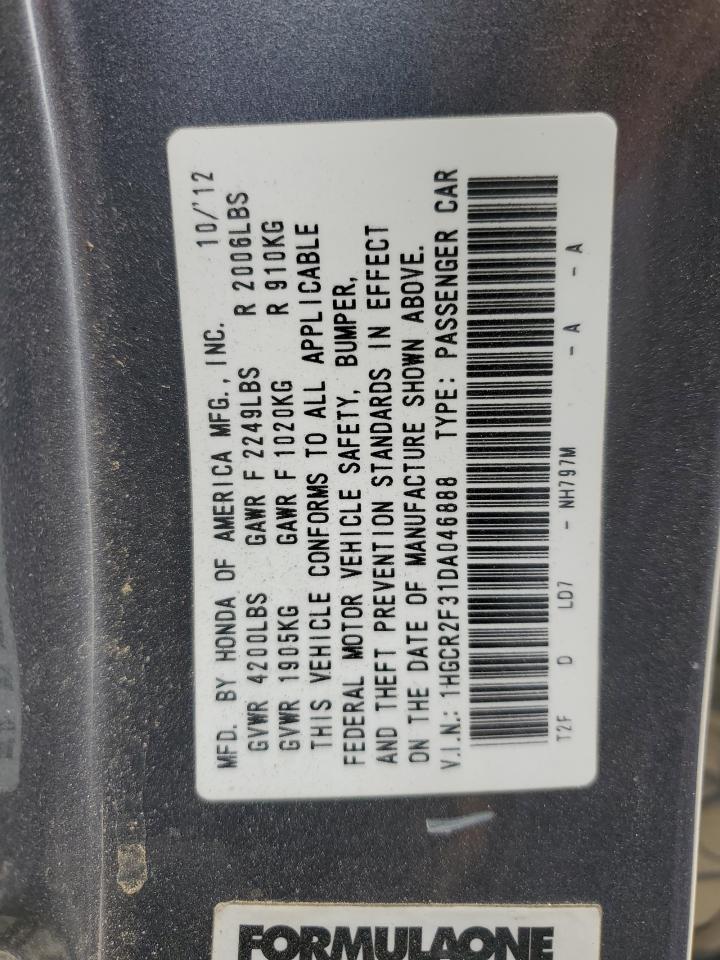 MFD. BY HONDA OF AMERICA MFG., INC. 10/'12
GVWR 4200LBS GAWR F 2249LBS R 2006LBS
GVWR 1905KG GAWR F 1020KG R 910KG
THIS VEHICLE CONFORMS TO ALL APPLICABLE
FEDERAL MOTOR VEHICLE SAFETY, BUMPER,
AND THEFT PREVENTION STANDARDS IN EFFECT
ON THE DATE OF MANUFACTURE SHOWN ABOVE.
V.I.N.: 1HGCR2F31DA046888 TYPE: PASSENGER CAR
T2F D LD7 - NH797M - A - A
FORMULAONE